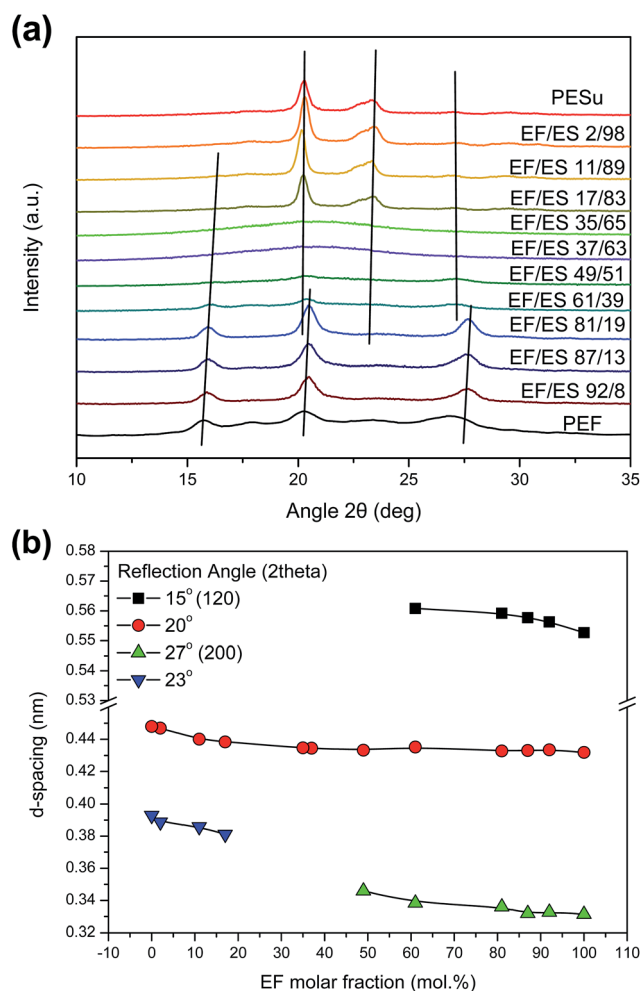 (a)
Intensity (a.u.)
PESu
EF/ES 2/98
EF/ES 11/89
EF/ES 17/83
EF/ES 35/65
EF/ES 37/63
EF/ES 49/51
EF/ES 61/39
EF/ES 81/19
EF/ES 87/13
EF/ES 92/8
PEF
10 15 20 25 30 35
Angle 2θ (deg)
(b)
d-spacing (nm)
0.58
0.57
0.56
0.55
0.54
0.53
0.44
0.42
0.40
0.38
0.36
0.34
0.32
Reflection Angle (2theta)
15° (120)
20°
27° (200)
23°
-10 0 10 20 30 40 50 60 70 80 90 100 110
EF molar fraction (mol.%)